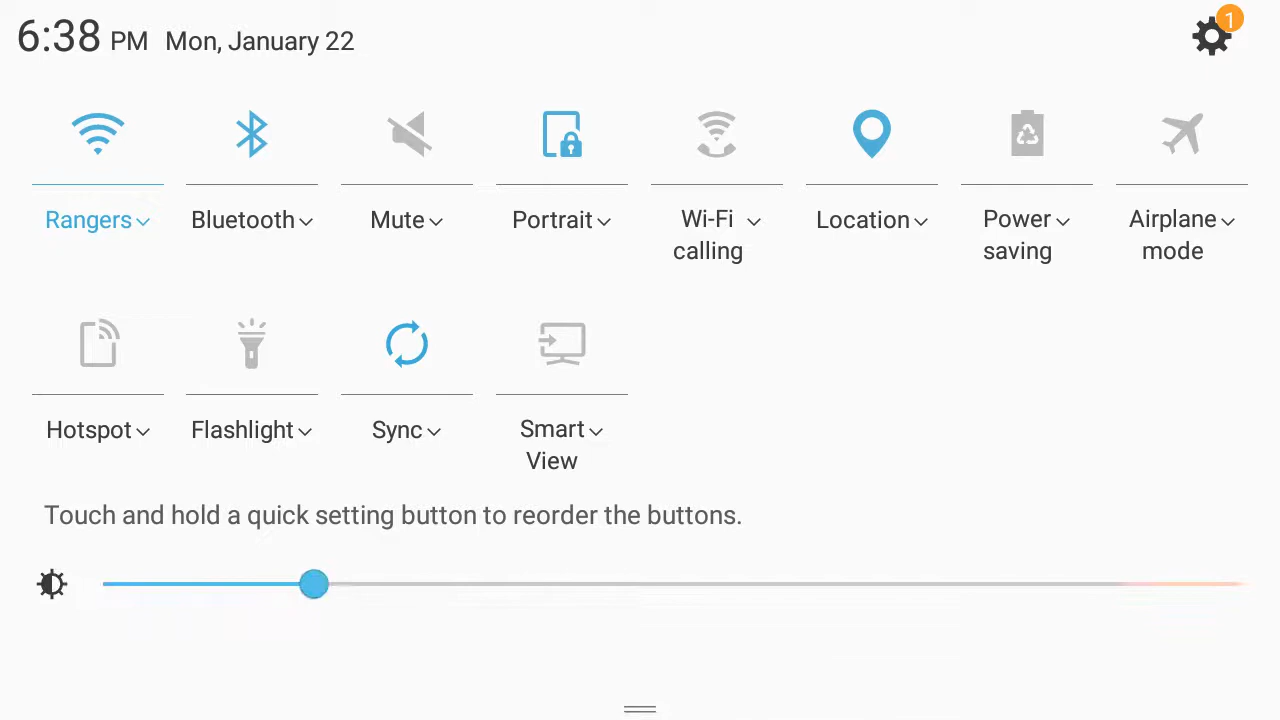 6:38 PM Mon, January 22
1
Rangers Bluetooth Mute Portrait Wi-Fi calling Location Power saving Airplane mode
Hotspot Flashlight Sync Smart View
Touch and hold a quick setting button to reorder the buttons.